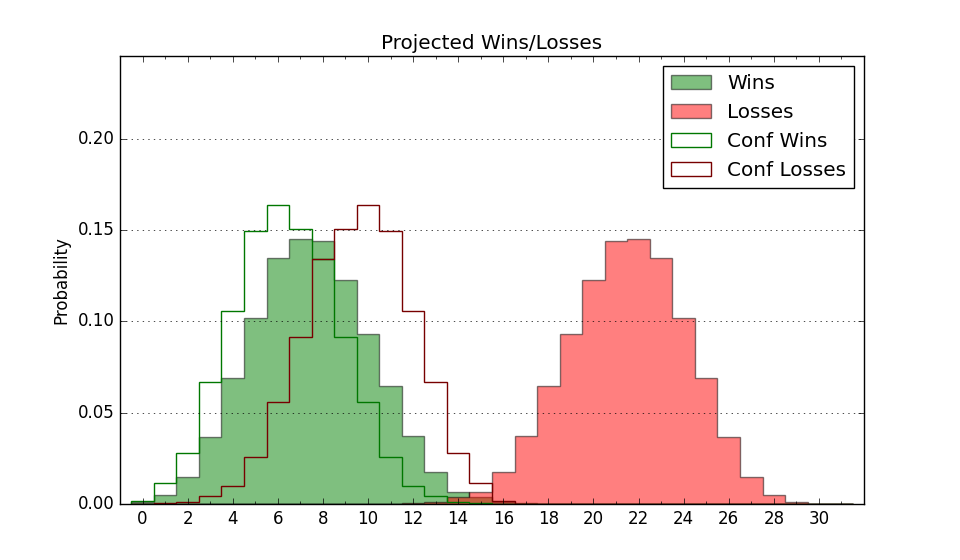 Projected Wins/Losses
Wins
Losses
Conf Wins
Conf Losses
Probability
0.20
0.15
0.10
0.05
0.00
0 2 4 6 8 10 12 14 16 18 20 22 24 26 28 30